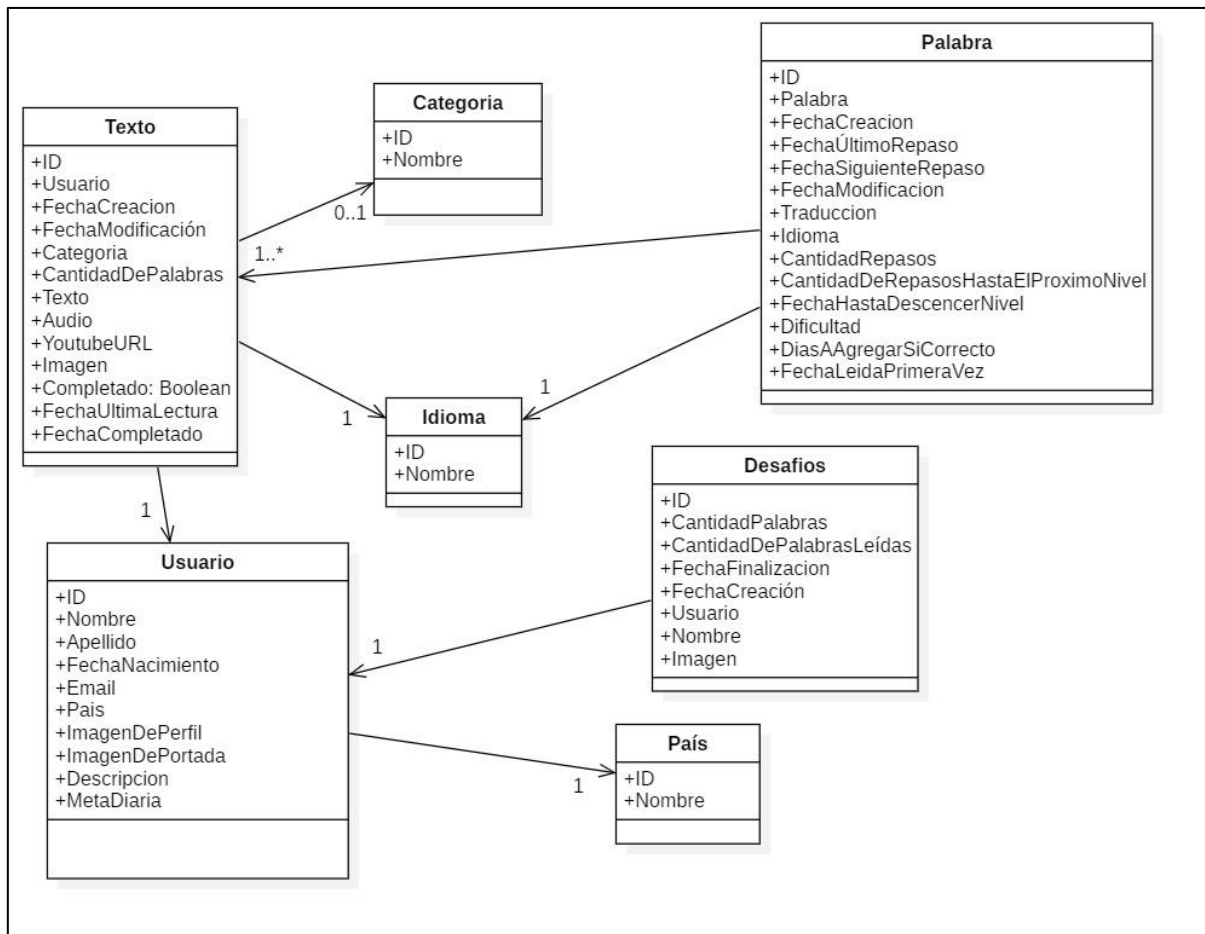 Texto
+ID
+Usuario
+FechaCreacion
+FechaModificación
+Categoria
+CantidadDePalabras
+Texto
+Audio
+YoutubeURL
+Imagen
+Completado: Boolean
+FechaUltimaLectura
+FechaCompletado
Categoria
+ID
+Nombre
0..1
1..*
Palabra
+ID
+Palabra
+FechaCreacion
+FechaÚltimoRepaso
+FechaSiguienteRepaso
+FechaModificacion
+Traduccion
+Idioma
+CantidadRepasos
+CantidadDeRepasosHastaElProximoNivel
+FechaHastaDescencerNivel
+Dificultad
+DiasAAgregarSiCorrecto
+FechaLeidaPrimeraVez
1
1
Idioma
+ID
+Nombre
1
Usuario
+ID
+Nombre
+Apellido
+FechaNacimiento
+Email
+Pais
+ImagenDePerfil
+ImagenDePortada
+Descripcion
+MetaDiaria
Desafios
+ID
+CantidadPalabras
+CantidadDePalabrasLeídas
+FechaFinalizacion
+FechaCreación
+Usuario
+Nombre
+Imagen
1
1
País
+ID
+Nombre